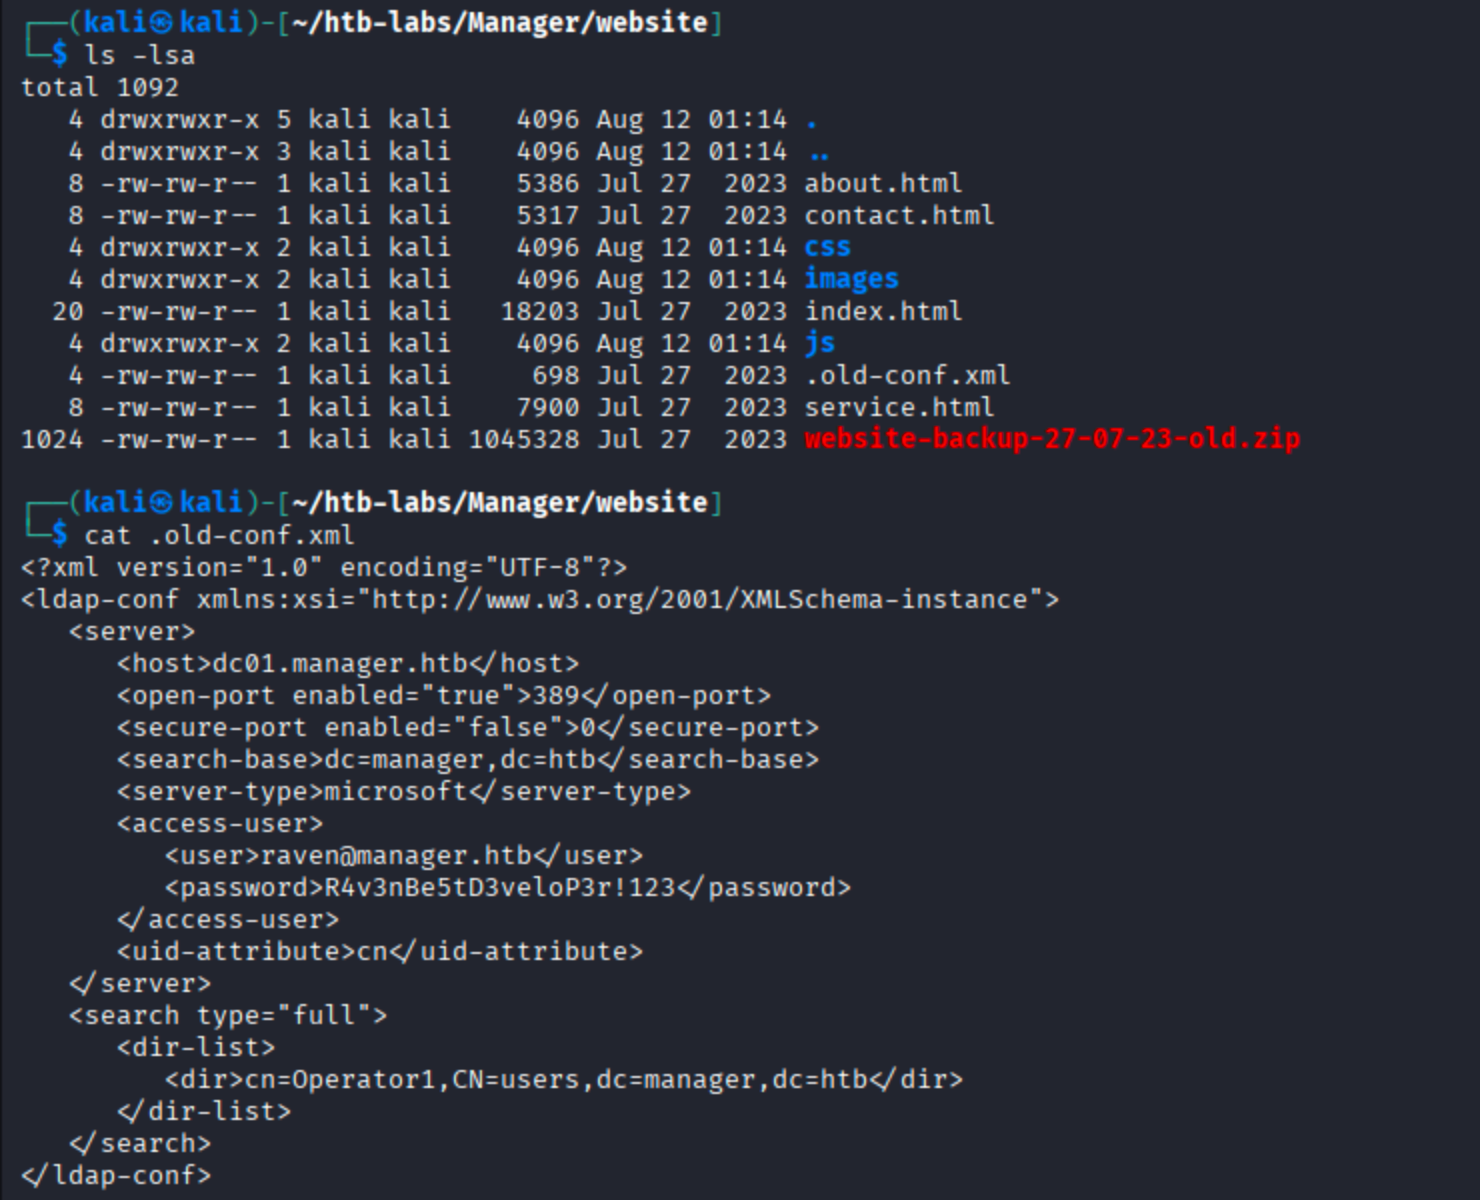 ┌──(kali㉿kali)-[~/htb-labs/Manager/website]
└─$ ls -lsa
total 1092
   4 drwxrwxr-x 5 kali kali    4096 Aug 12 01:14 .
   4 drwxrwxr-x 3 kali kali    4096 Aug 12 01:14 ..
   8 -rw-rw-r-- 1 kali kali    5386 Jul 27  2023 about.html
   8 -rw-rw-r-- 1 kali kali    5317 Jul 27  2023 contact.html
   4 drwxrwxr-x 2 kali kali    4096 Aug 12 01:14 css
   4 drwxrwxr-x 2 kali kali    4096 Aug 12 01:14 images
  20 -rw-rw-r-- 1 kali kali   18203 Jul 27  2023 index.html
   4 drwxrwxr-x 2 kali kali    4096 Aug 12 01:14 js
   4 -rw-rw-r-- 1 kali kali     698 Jul 27  2023 .old-conf.xml
   8 -rw-rw-r-- 1 kali kali    7900 Jul 27  2023 service.html
1024 -rw-rw-r-- 1 kali kali 1045328 Jul 27  2023 website-backup-27-07-23-old.zip
┌──(kali㉿kali)-[~/htb-labs/Manager/website]
└─$ cat .old-conf.xml
<?xml version="1.0" encoding="UTF-8"?>
<ldap-conf xmlns:xsi="http://www.w3.org/2001/XMLSchema-instance">
   <server>
      <host>dc01.manager.htb</host>
      <open-port enabled="true">389</open-port>
      <secure-port enabled="false">0</secure-port>
      <search-base>dc=manager,dc=htb</search-base>
      <server-type>microsoft</server-type>
      <access-user>
         <user>raven@manager.htb</user>
         <password>R4v3nBe5tD3veloP3r!123</password>
      </access-user>
      <uid-attribute>cn</uid-attribute>
   </server>
   <search type="full">
      <dir-list>
         <dir>cn=Operator1,CN=users,dc=manager,dc=htb</dir>
      </dir-list>
   </search>
</ldap-conf>